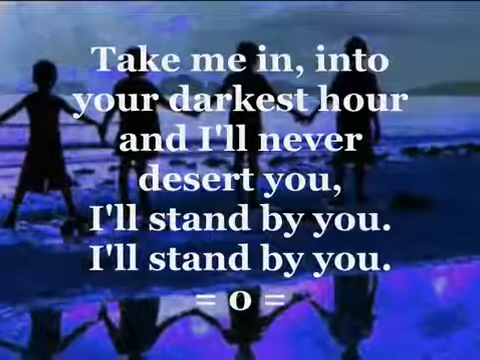 Take me in, into
your darkest hour
and I'll never
desert you,
I'll stand by you.
I'll stand by you.
= o =